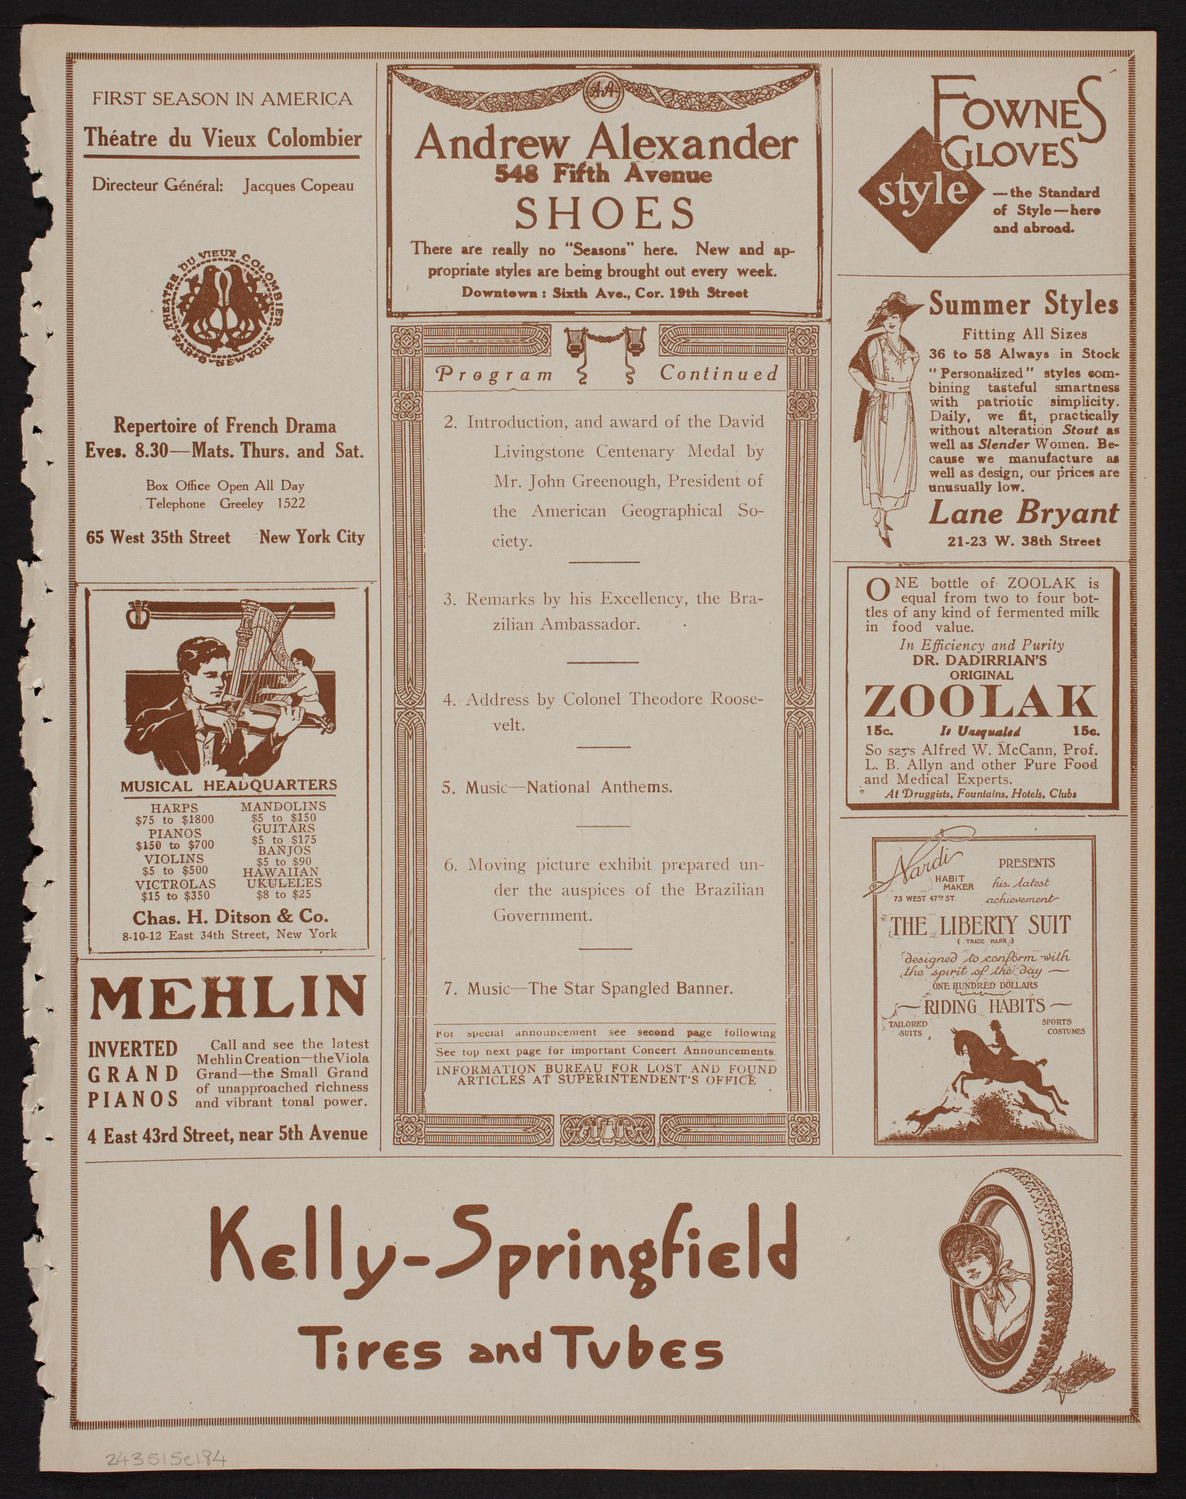 FIRST SEASON IN AMERICA
Théatre du Vieux Colombier
Directeur Général: Jacques Copeau
THEATRE DU VIEUX COLOMBIER
PARIS-NEW YORK
Repertoire of French Drama
Eves. 8.30—Mats. Thurs. and Sat.
Box Office Open All Day
Telephone Greeley 1522
65 West 35th Street New York City
MUSICAL HEADQUARTERS
HARPS
$75 to $1800
PIANOS
$150 to $700
VIOLINS
$5 to $500
VICTROLAS
$15 to $350
MANDOLINS
$5 to $150
GUITARS
$5 to $175
BANJOS
$5 to $90
HAWAIIAN
UKULELES
$8 to $25
Chas. H. Ditson & Co.
8-10-12 East 34th Street, New York
MEHLIN
INVERTED
GRAND
PIANOS
Call and see the latest
Mehlin Creation—the Viola
Grand—the Small Grand
of unapproached richness
and vibrant tonal power.
4 East 43rd Street, near 5th Avenue
AA
Andrew Alexander
548 Fifth Avenue
SHOES
There are really no "Seasons" here. New and ap-
propriate styles are being brought out every week.
Downtown: Sixth Ave., Cor. 19th Street
Program Continued
2. Introduction, and award of the David
Livingstone Centenary Medal by
Mr. John Greenough, President of
the American Geographical So-
ciety.
3. Remarks by his Excellency, the Bra-
zilian Ambassador.
4. Address by Colonel Theodore Roose-
velt.
5. Music—National Anthems.
6. Moving picture exhibit prepared un-
der the auspices of the Brazilian
Government.
7. Music—The Star Spangled Banner.
For special announcement see second page following
See top next page for important Concert Announcements
INFORMATION BUREAU FOR LOST AND FOUND
ARTICLES AT SUPERINTENDENT'S OFFICE
FOWNES
GLOVES
style
—the Standard
of Style—here
and abroad.
Summer Styles
Fitting All Sizes
36 to 58 Always in Stock
"Personalized" styles com-
bining tasteful smartness
with patriotic simplicity.
Daily, we fit, practically
without alteration Stout as
well as Slender Women. Be-
cause we manufacture as
well as design, our prices are
unusually low.
Lane Bryant
21-23 W. 38th Street
ONE bottle of ZOOLAK is
equal from two to four bot-
tles of any kind of fermented milk
in food value.
In Efficiency and Purity
DR. DADIRRIAN'S
ORIGINAL
ZOOLAK
15c. Is Unequaled 15c.
So says Alfred W. McCann, Prof.
L. B. Allyn and other Pure Food
and Medical Experts.
At Druggists, Fountains, Hotels, Clubs
Nardi
HABIT
MAKER
73 WEST 47TH ST.
PRESENTS
his latest
achievement
THE LIBERTY SUIT
(TRADE MARK)
designed to conform with
the spirit of the day —
ONE HUNDRED DOLLARS
RIDING HABITS
TAILORED
SUITS
SPORTS
COSTUMES
Kelly-Springfield
Tires and Tubes
243515c184